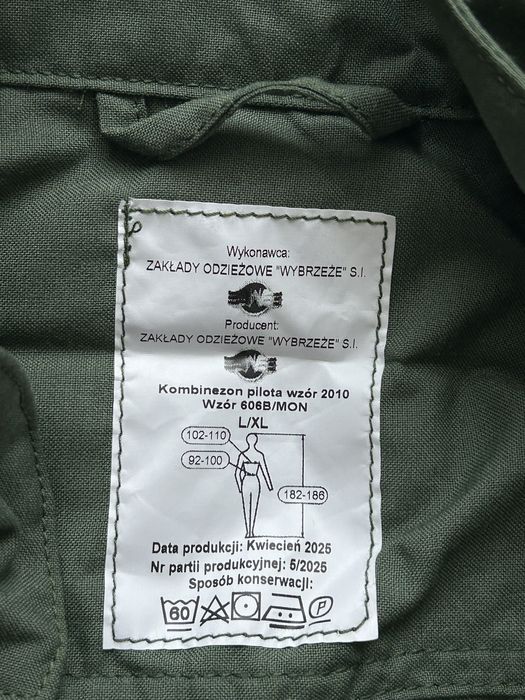 Wykonawca:
ZAKŁADY ODZIEŻOWE "WYBRZEŻE" S.I.
Producent:
ZAKŁADY ODZIEŻOWE "WYBRZEŻE" S.I.
Kombinezon pilota wzór 2010
Wzór 606B/MON
L/XL
102-110
92-100
182-186
Data produkcji: Kwiecień 2025
Nr partii produkcyjnej: 5/2025
Sposób konserwacji:
60 P